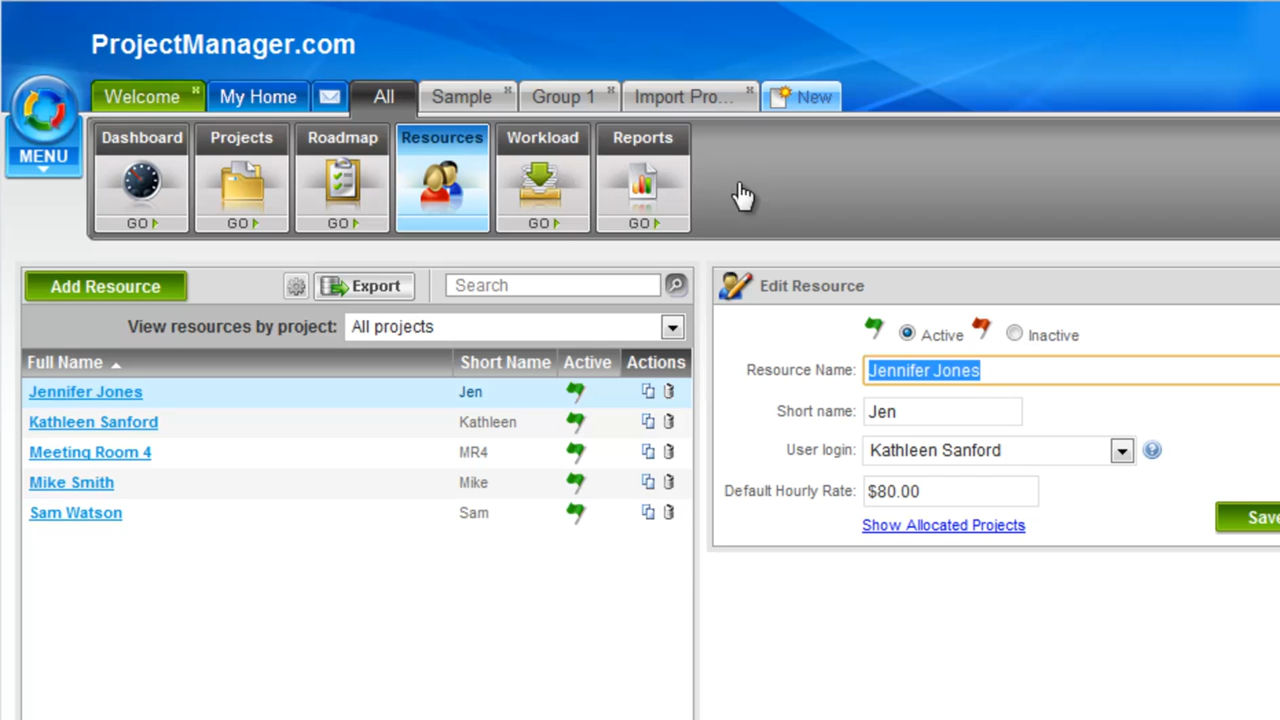 ProjectManager.com
Welcome My Home All Sample Group 1 Import Pro... New
MENU
Dashboard Projects Roadmap Resources Workload Reports
GO GO GO GO GO
Add Resource Export Search
View resources by project: All projects
Full Name Short Name Active Actions
Jennifer Jones Jen
Kathleen Sanford Kathleen
Meeting Room 4 MR4
Mike Smith Mike
Sam Watson Sam
Edit Resource
Active Inactive
Resource Name: Jennifer Jones
Short name: Jen
User login: Kathleen Sanford
Default Hourly Rate: $80.00
Show Allocated Projects
Save